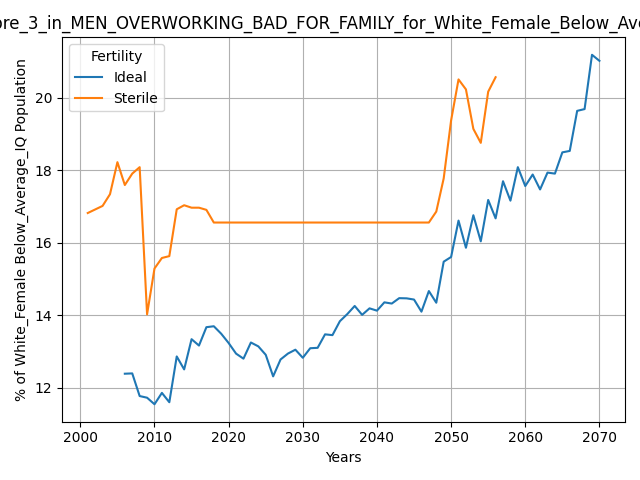 ore_3_in_MEN_OVERWORKING_BAD_FOR_FAMILY_for_White_Female_Below_Ave
Fertility
Ideal
Sterile
% of White_Female Below_Average_IQ Population
20
18
16
14
12
2000 2010 2020 2030 2040 2050 2060 2070
Years